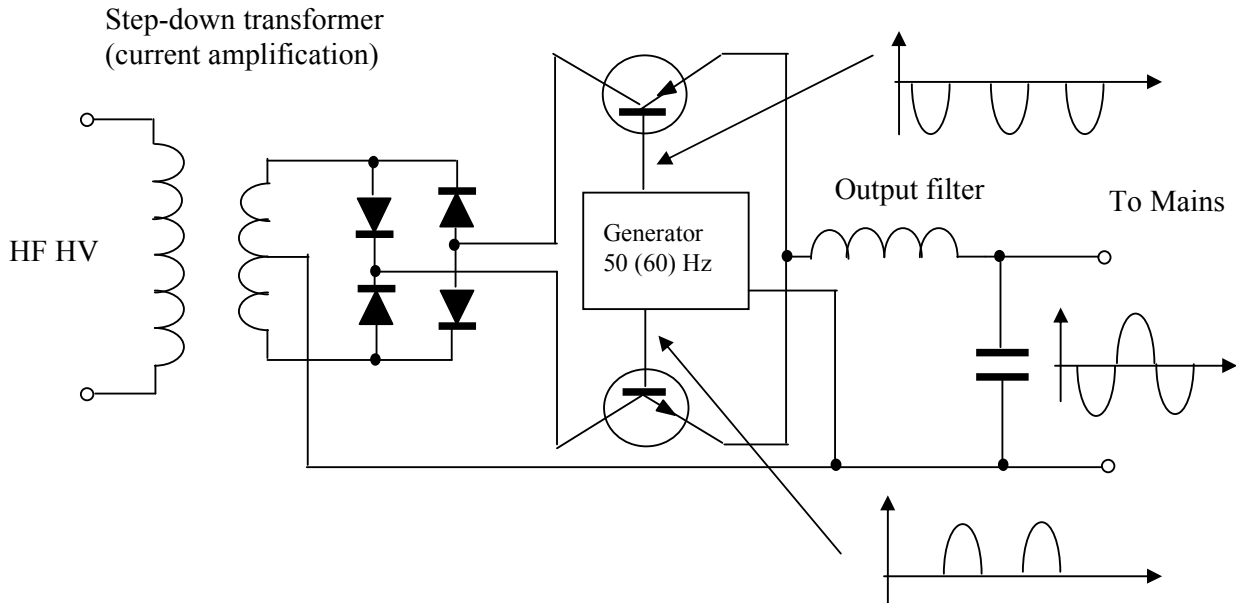 Step-down transformer
(current amplification)
HF HV
Generator
50 (60) Hz
Output filter
To Mains